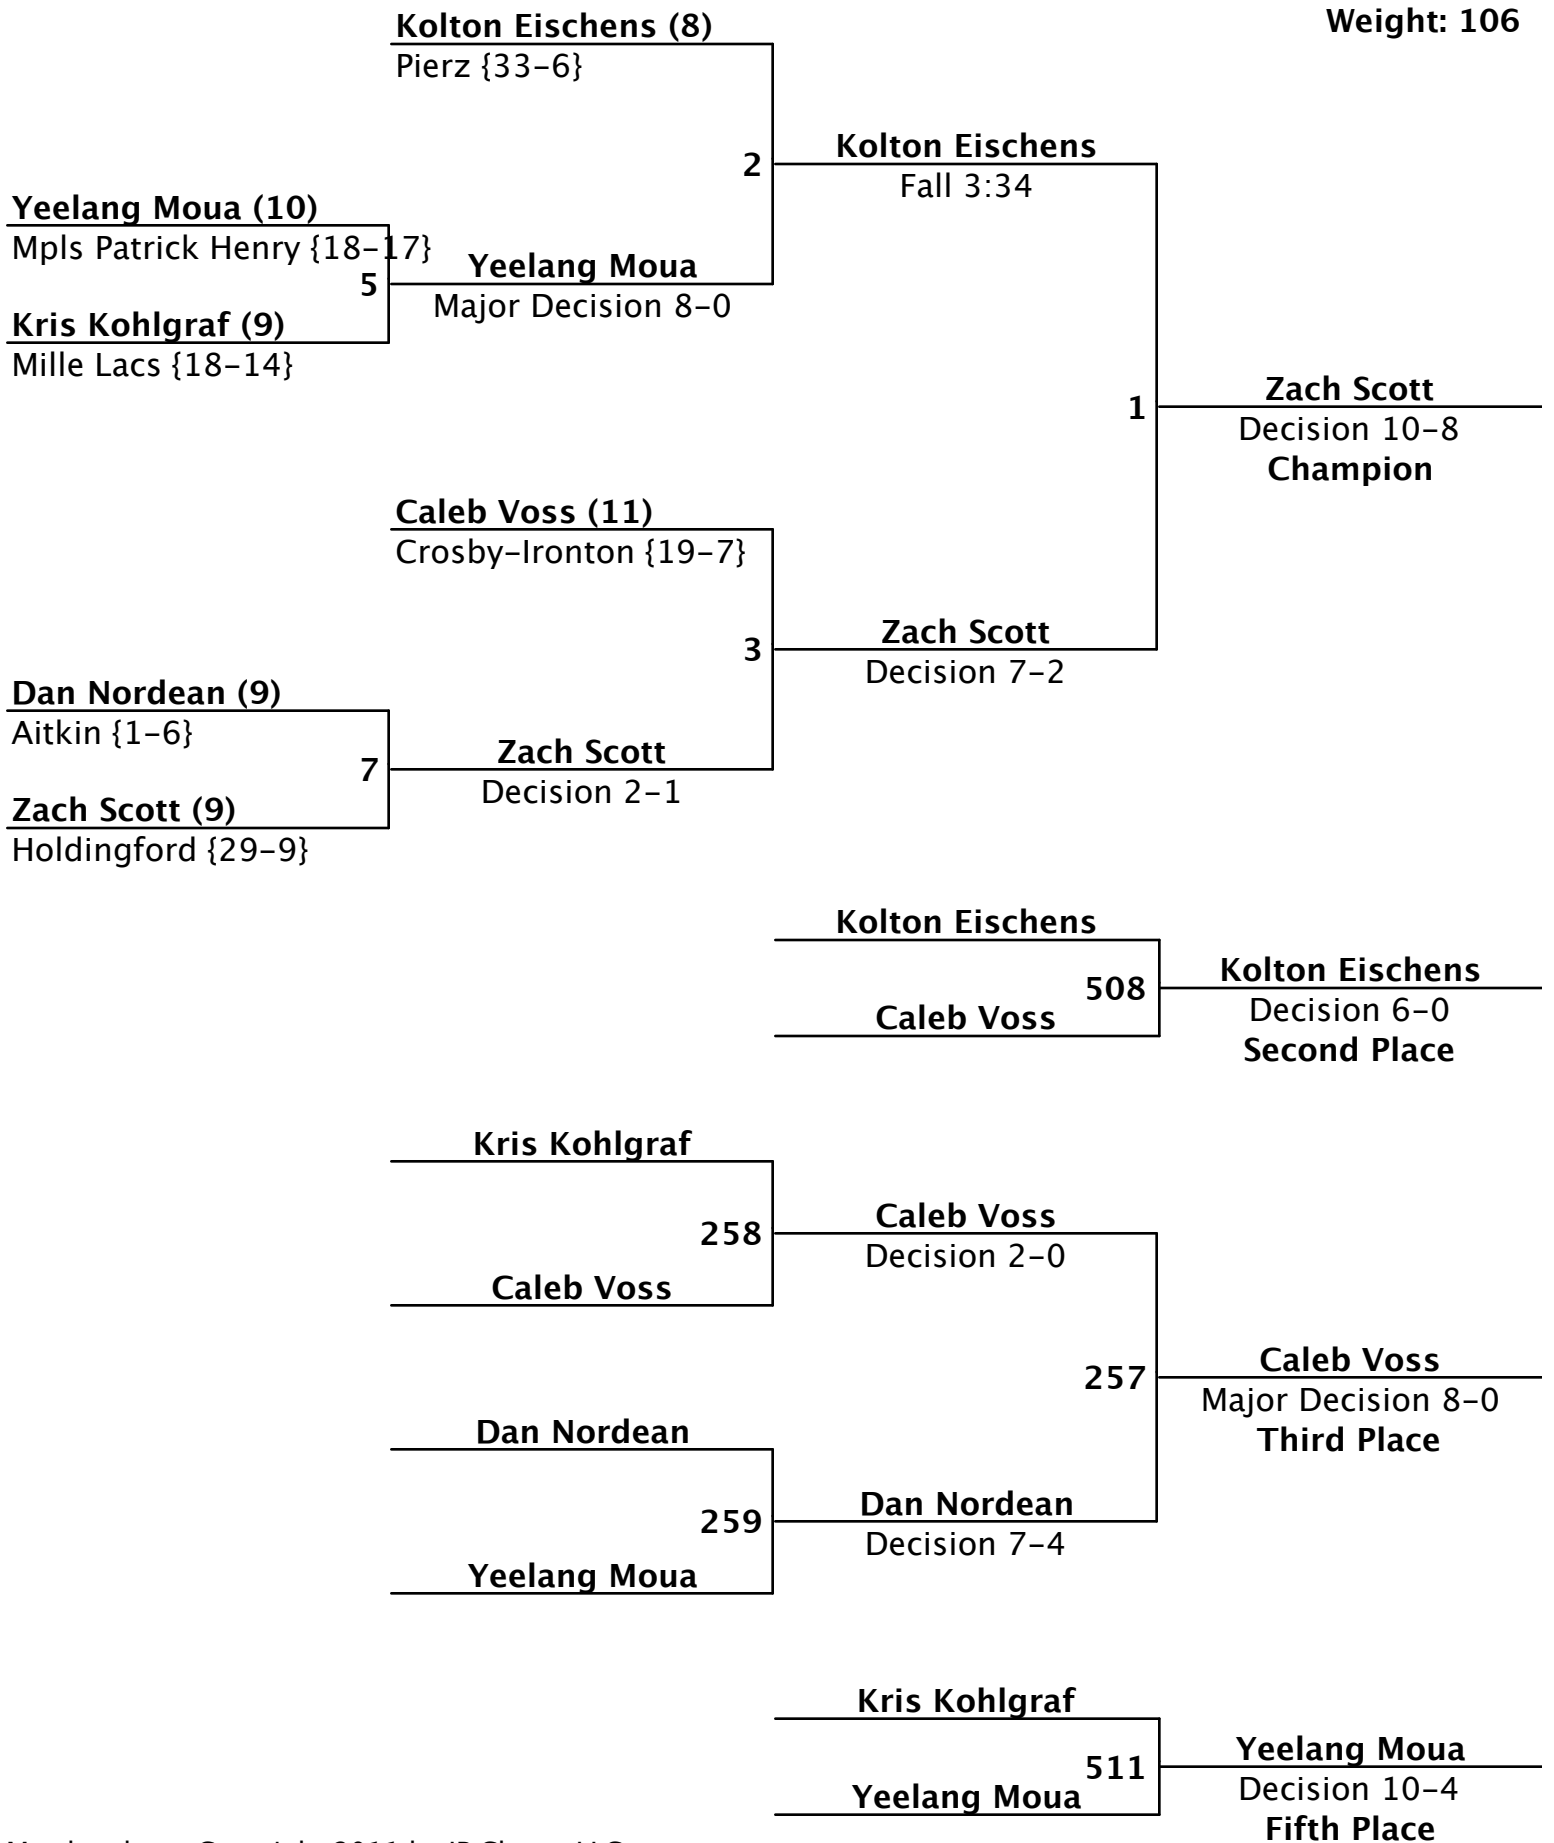 Weight: 106
Kolton Eischens (8)
Pierz {33-6}
2
Kolton Eischens
Fall 3:34
Yeelang Moua (10)
Mpls Patrick Henry {18-17}
5
Yeelang Moua
Major Decision 8-0
Kris Kohlgraf (9)
Mille Lacs {18-14}
1
Zach Scott
Decision 10-8
Champion
Caleb Voss (11)
Crosby-Ironton {19-7}
3
Zach Scott
Decision 7-2
Dan Nordean (9)
Aitkin {1-6}
7
Zach Scott
Decision 2-1
Zach Scott (9)
Holdingford {29-9}
Kolton Eischens
508
Caleb Voss
Kolton Eischens
Decision 6-0
Second Place
Kris Kohlgraf
258
Caleb Voss
Caleb Voss
Decision 2-0
257
Caleb Voss
Major Decision 8-0
Third Place
Dan Nordean
259
Yeelang Moua
Dan Nordean
Decision 7-4
Kris Kohlgraf
511
Yeelang Moua
Yeelang Moua
Decision 10-4
Fifth Place